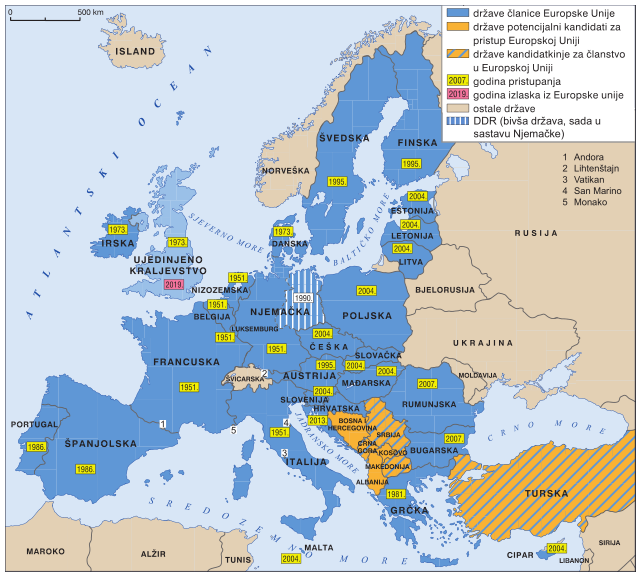 0 500 km
države članice Europske Unije
države potencijalni kandidati za
pristup Europskoj Uniji
države kandidatkinje za članstvo
u Europskoj Uniji
2007. godina pristupanja
2019. godina izlaska iz Europske unije
ostale države
DDR (bivša država, sada u
sastavu Njemačke)
1 Andora
2 Lihtenštajn
3 Vatikan
4 San Marino
5 Monako
ISLAND
ATLANTSKI OCEAN
ŠVEDSKA
1995.
FINSKA
1995.
NORVEŠKA
2004.
ESTONIJA
2004.
LETONIJA
2004.
LITVA
RUSIJA
BALTIČKO MORE
SJEVERNO MORE
1973.
IRSKA
1973.
UJEDINJENO
KRALJEVSTVO
2019.
1973.
DANSKA
1951.
NIZOZEMSKA
1951.
BELGIJA
LUKSEMBURG
1951.
NJEMAČKA
1990.
1951.
2004.
POLJSKA
BJELORUSIJA
UKRAJINA
2004.
ČEŠKA
SLOVAČKA
2004.
1995.
AUSTRIJA
2004.
MAĐARSKA
MOLDAVIJA
FRANCUSKA
1951.
ŠVICARSKA
2
2004.
SLOVENIJA
HRVATSKA
2013.
2007.
RUMUNJSKA
BOSNA I
HERCEGOVINA
SRBIJA
CRNA
GORA
KOSOVO
MAKEDONIJA
ALBANIJA
2007.
BUGARSKA
CRNO MORE
PORTUGAL
1986.
ŠPANJOLSKA
1986.
1
5
4
1951.
3
ITALIJA
JADRANSKO MORE
1981.
GRČKA
TURSKA
SREDOZEMNO MORE
MAROKO
ALŽIR
TUNIS
MALTA
2004.
CIPAR
2004.
LIBANON
SIRIJA